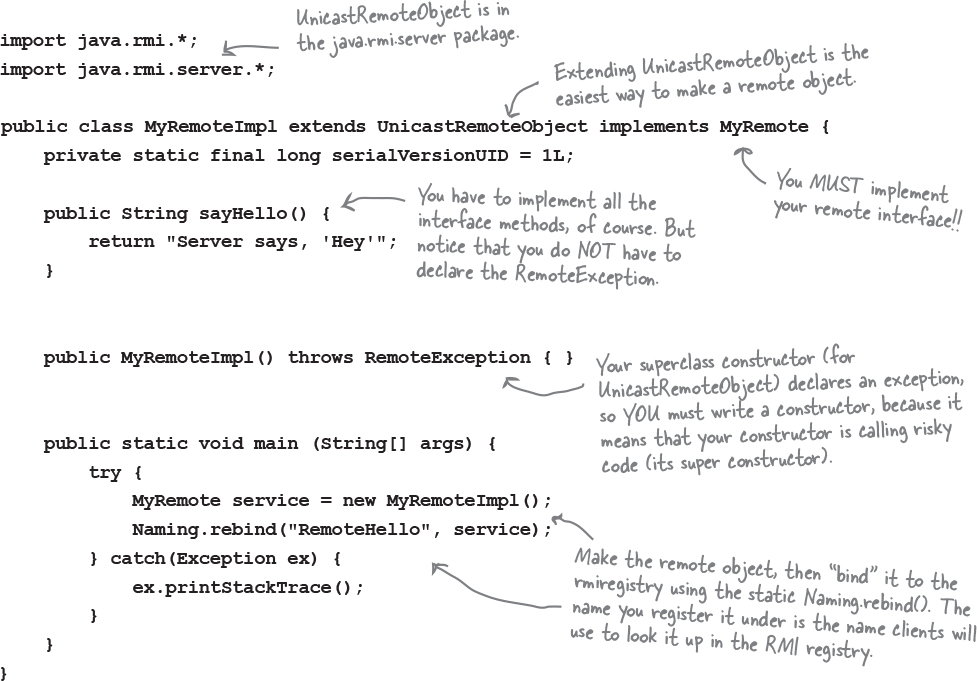 UnicastRemoteObject is in
the java.rmi.server package.
import java.rmi.*;
import java.rmi.server.*;
Extending UnicastRemoteObject is the
easiest way to make a remote object.
public class MyRemoteImpl extends UnicastRemoteObject implements MyRemote {
private static final long serialVersionUID = 1L;
You MUST implement
your remote interface!!
public String sayHello() {
return "Server says, 'Hey'";
}
You have to implement all the
interface methods, of course. But
notice that you do NOT have to
declare the RemoteException.
public MyRemoteImpl() throws RemoteException { }
Your superclass constructor (for
UnicastRemoteObject) declares an exception,
so YOU must write a constructor, because it
means that your constructor is calling risky
code (its super constructor).
public static void main (String[] args) {
try {
MyRemote service = new MyRemoteImpl();
Naming.rebind("RemoteHello", service);
} catch(Exception ex) {
ex.printStackTrace();
}
}
}
Make the remote object, then “bind” it to the
rmiregistry using the static Naming.rebind(). The
name you register it under is the name clients will
use to look it up in the RMI registry.